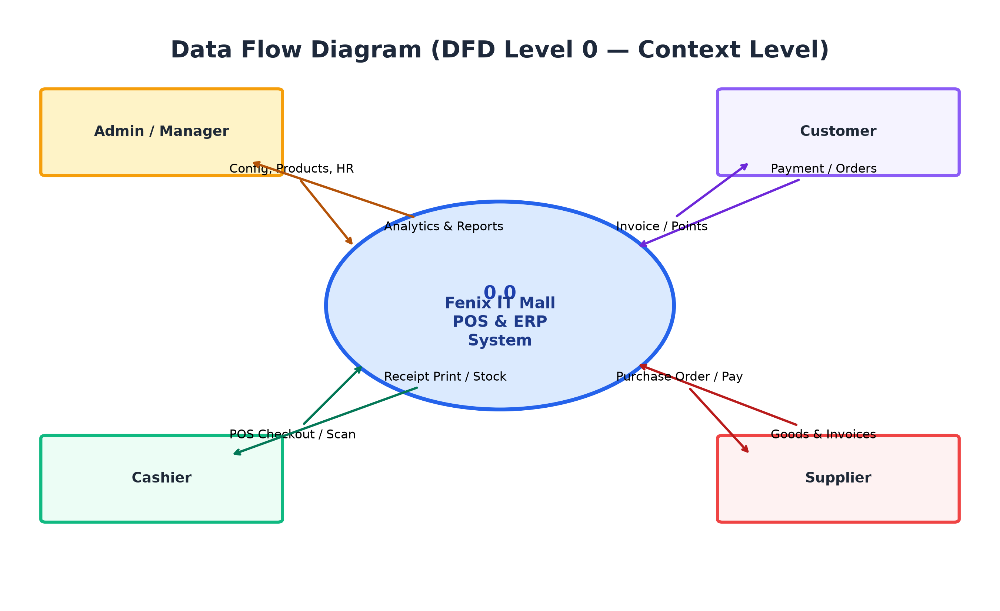 Data Flow Diagram (DFD Level 0 — Context Level)
Admin / Manager
Customer
Config, Products, HR
Payment / Orders
Analytics & Reports
Invoice / Points
0.0
Fenix IT Mall
POS & ERP
System
Receipt Print / Stock
Purchase Order / Pay
POS Checkout / Scan
Goods & Invoices
Cashier
Supplier